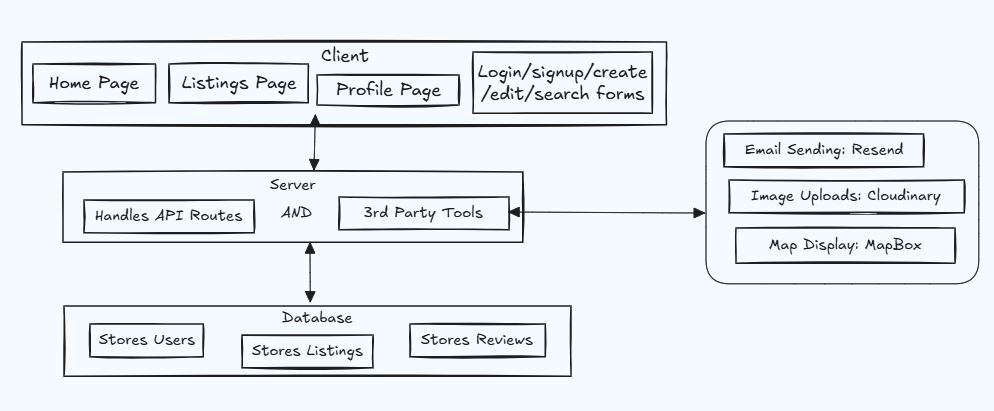 Client
Home Page
Listings Page
Profile Page
Login/signup/create
/edit/search forms
Server
Handles API Routes
AND
3rd Party Tools
Email Sending: Resend
Image Uploads: Cloudinary
Map Display: MapBox
Database
Stores Users
Stores Listings
Stores Reviews